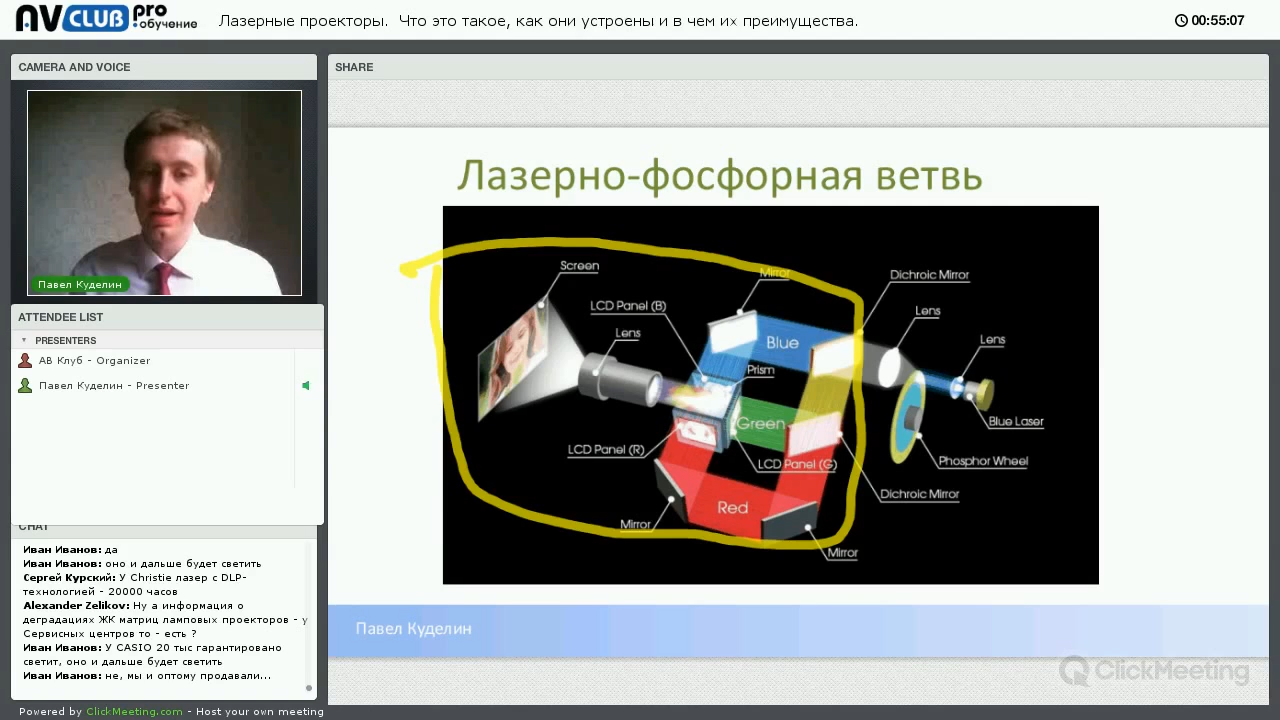 AVCLUB pro
.обучение
Лазерные проекторы. Что это такое, как они устроены и в чем их преимущества.
00:55:07
CAMERA AND VOICE
Павел Куделин
ATTENDEE LIST
PRESENTERS
АВ Клуб - Organizer
Павел Куделин - Presenter
CHAT
Иван Иванов: да
Иван Иванов: оно и дальше будет светить
Сергей Курский: У Christie лазер с DLP-
технологией - 20000 часов
Alexander Zelikov: Ну а информация о
деградациях ЖК матриц ламповых проекторов - у
Сервисных центров то - есть ?
Иван Иванов: У CASIO 20 тыс гарантировано
светит, оно и дальше будет светить
Иван Иванов: не, мы и оптому продавали...
Powered by ClickMeeting.com - Host your own meeting
SHARE
Лазерно-фосфорная ветвь
Screen
Mirror
Dichroic Mirror
LCD Panel (B)
Lens
Lens
Blue
Lens
Prism
Green
Blue Laser
LCD Panel (R)
LCD Panel (G)
Phosphor Wheel
Dichroic Mirror
Red
Mirror
Mirror
Павел Куделин
ClickMeeting